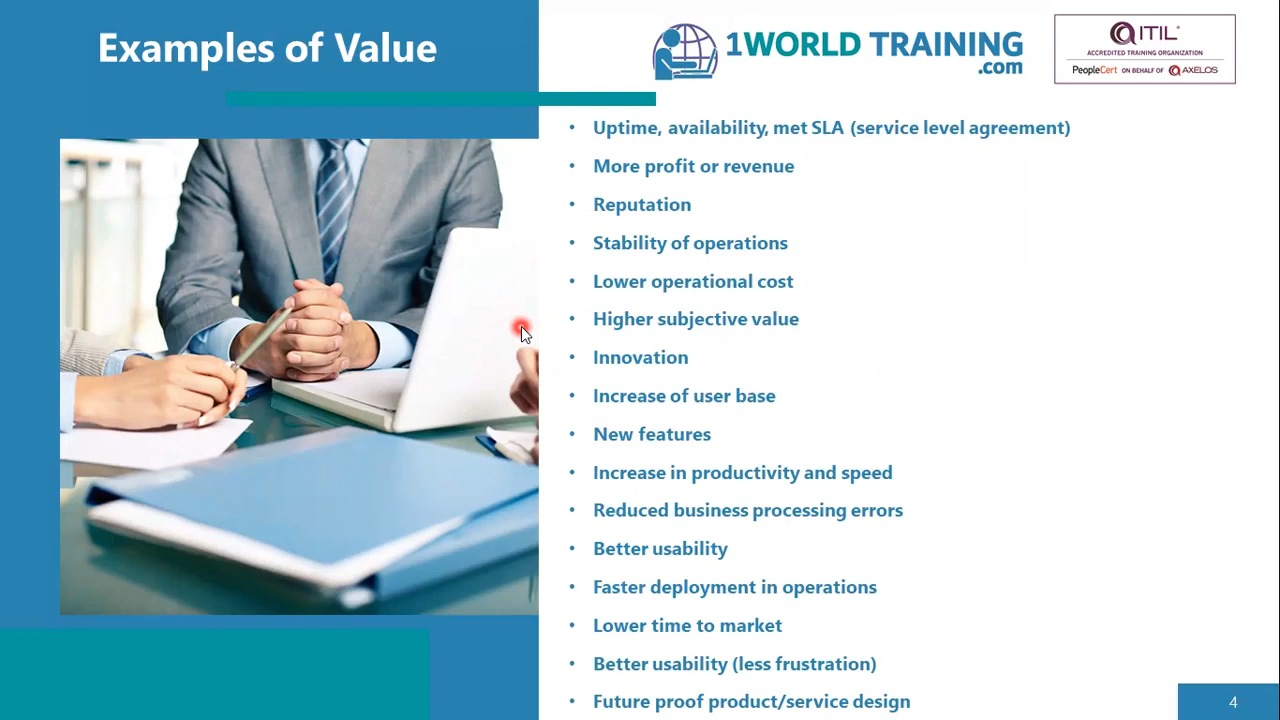 Examples of Value
1WORLD TRAINING
.com
ITIL®
ACCREDITED TRAINING ORGANIZATION
PeopleCert ON BEHALF OF AXELOS
• Uptime, availability, met SLA (service level agreement)
• More profit or revenue
• Reputation
• Stability of operations
• Lower operational cost
• Higher subjective value
• Innovation
• Increase of user base
• New features
• Increase in productivity and speed
• Reduced business processing errors
• Better usability
• Faster deployment in operations
• Lower time to market
• Better usability (less frustration)
• Future proof product/service design
4